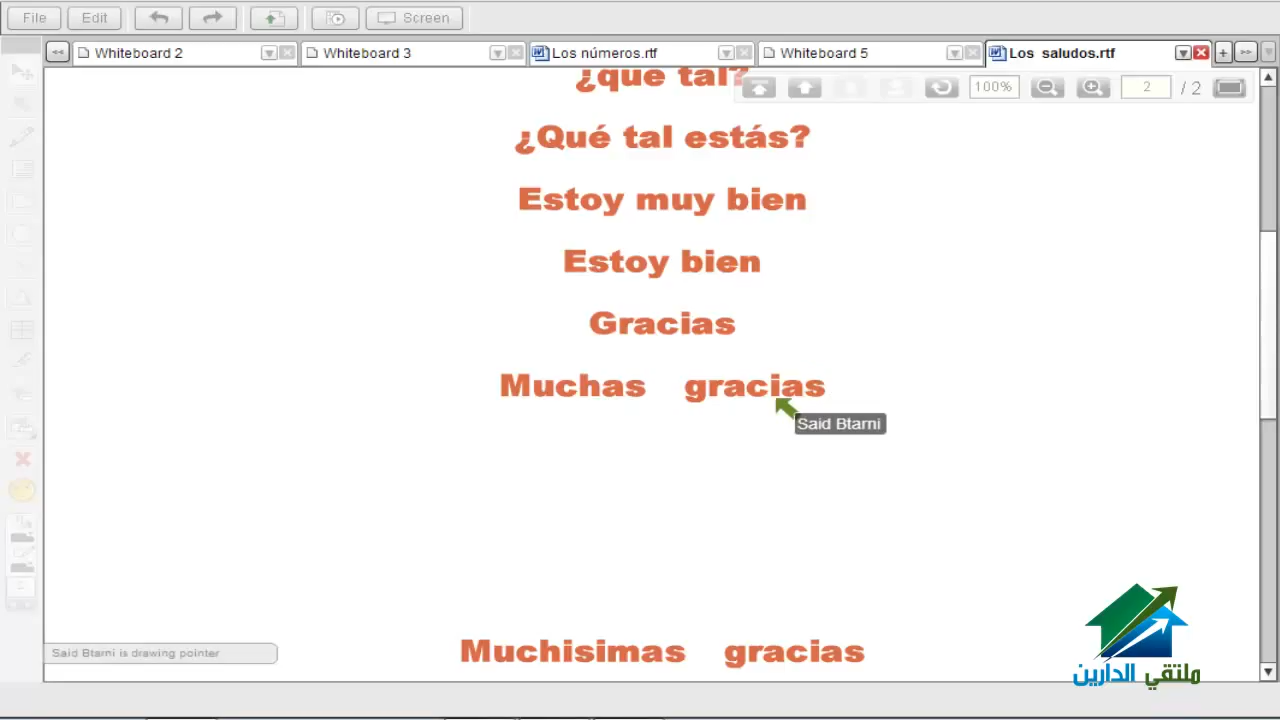 File Edit Screen
<< Whiteboard 2 Whiteboard 3 Los números.rtf Whiteboard 5 Los saludos.rtf + >>
¿que tal?
100% 2 / 2
¿Qué tal estás?
Estoy muy bien
Estoy bien
Gracias
Muchas gracias
Said Btarni
Muchisimas gracias
Said Btarni is drawing pointer
ملتقي الدارين